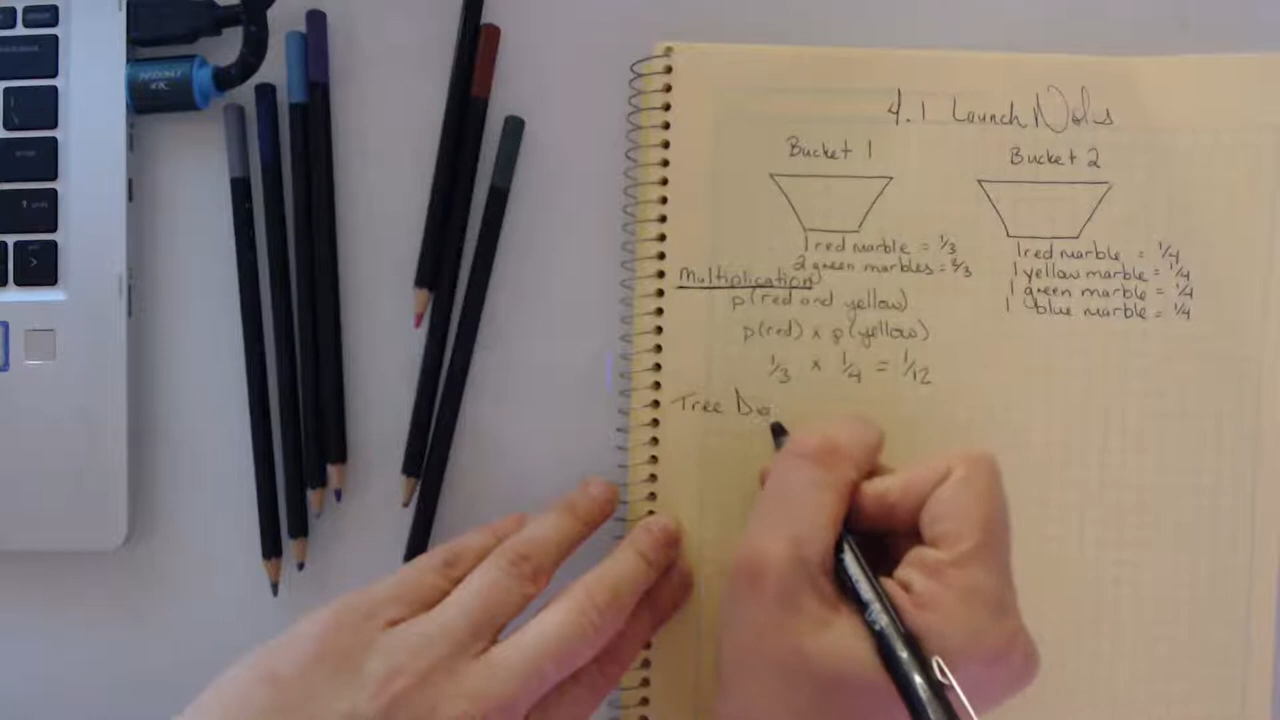 4.1 Launch Nots
Bucket 1
Bucket 2
1 red marble = 1/3
2 green marbles = 2/3
1 red marble = 1/4
1 yellow marble = 1/4
1 green marble = 1/4
1 blue marble = 1/4
Multiplication
p(red and yellow)
p(red) x p(yellow)
1/3 x 1/4 = 1/12
Tree Dia